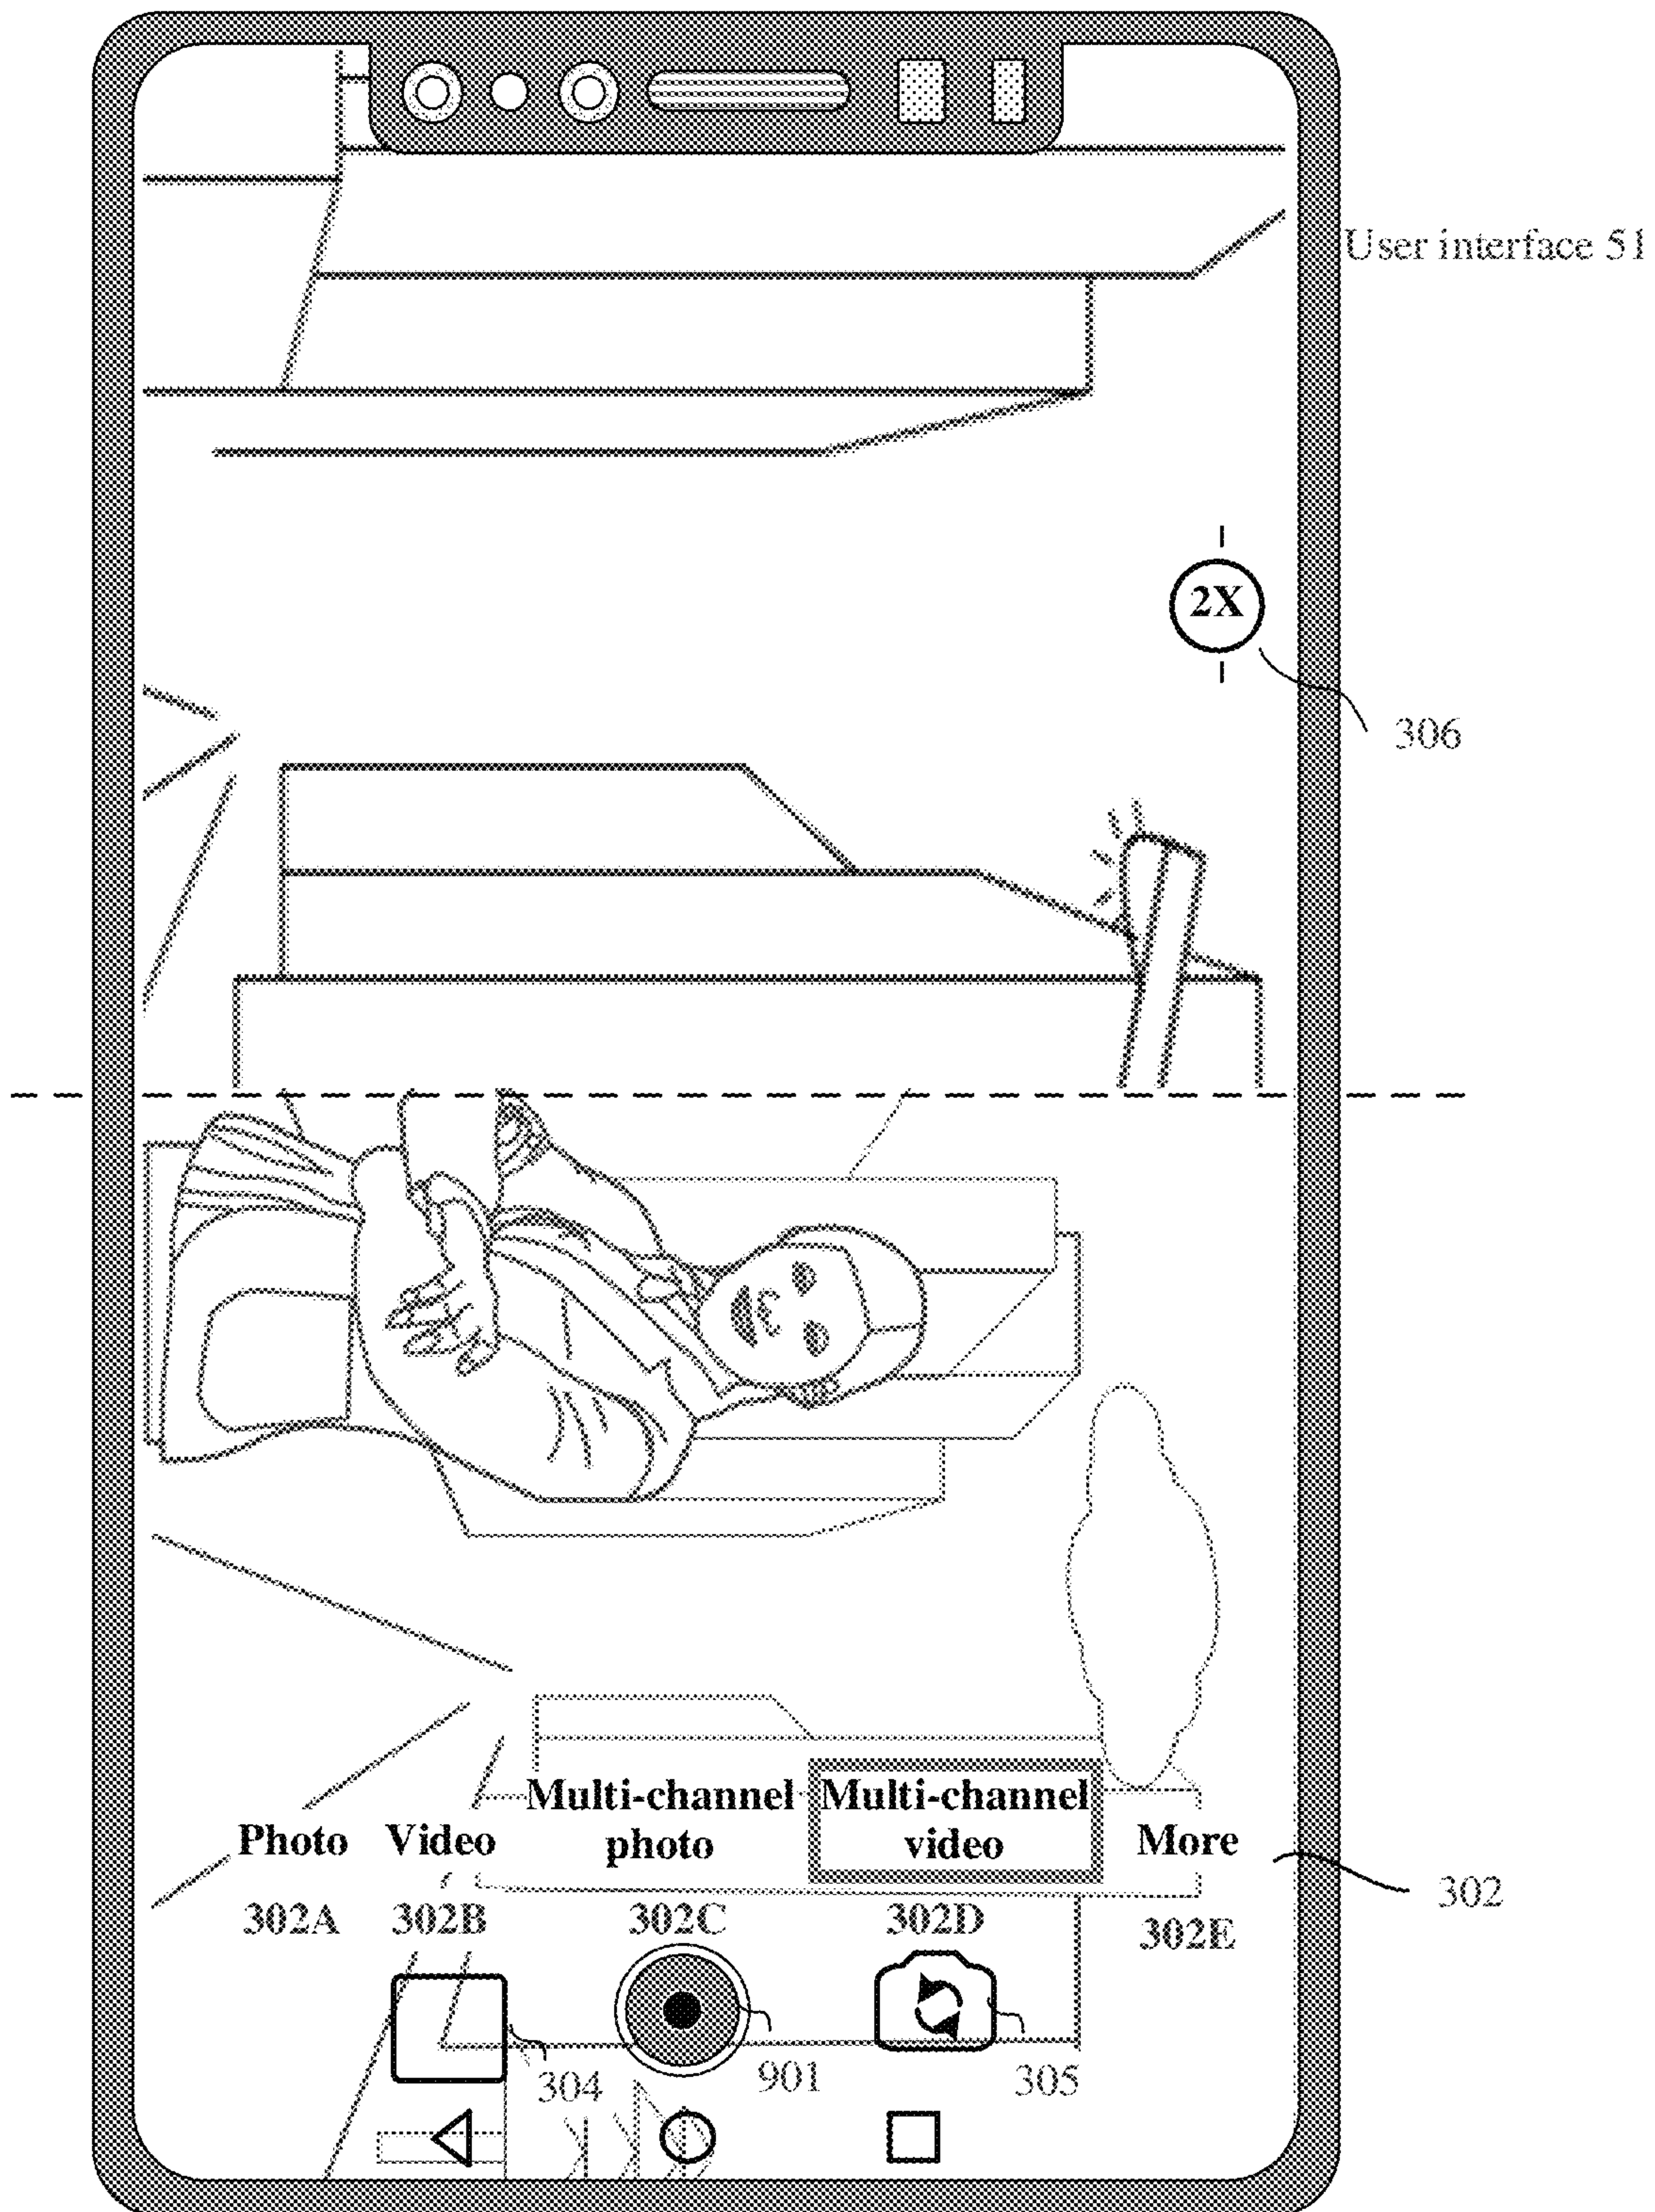 User interface 51
2X
306
Multi-channel photo
Multi-channel video
Photo
Video
More
302
302A
302B
302C
302D
302E
304
901
305